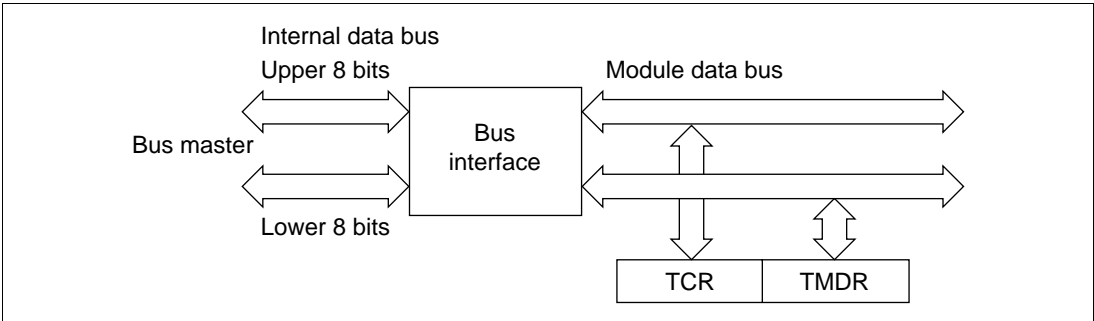 Internal data bus
Upper 8 bits
Module data bus
Bus master
Bus
interface
Lower 8 bits
TCR
TMDR